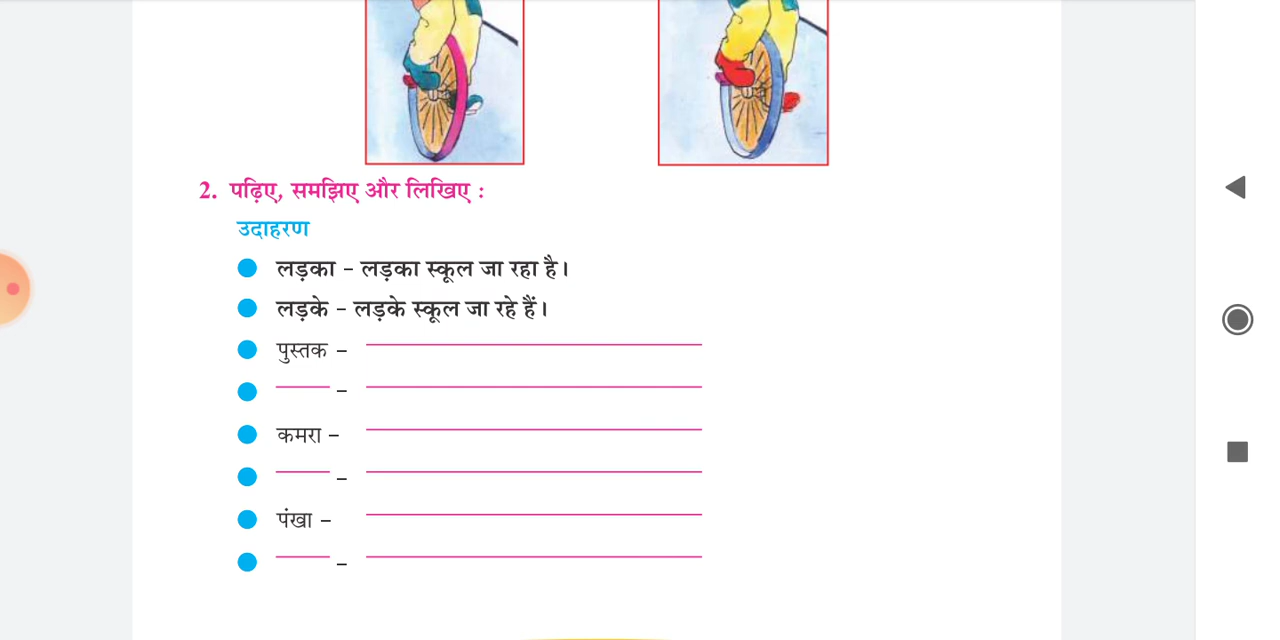 2. पढ़िए, समझिए और लिखिए :
उदाहरण
लड़का – लड़का स्कूल जा रहा है।
लड़के – लड़के स्कूल जा रहे हैं।
पुस्तक –
–
कमरा –
–
पंखा –
–